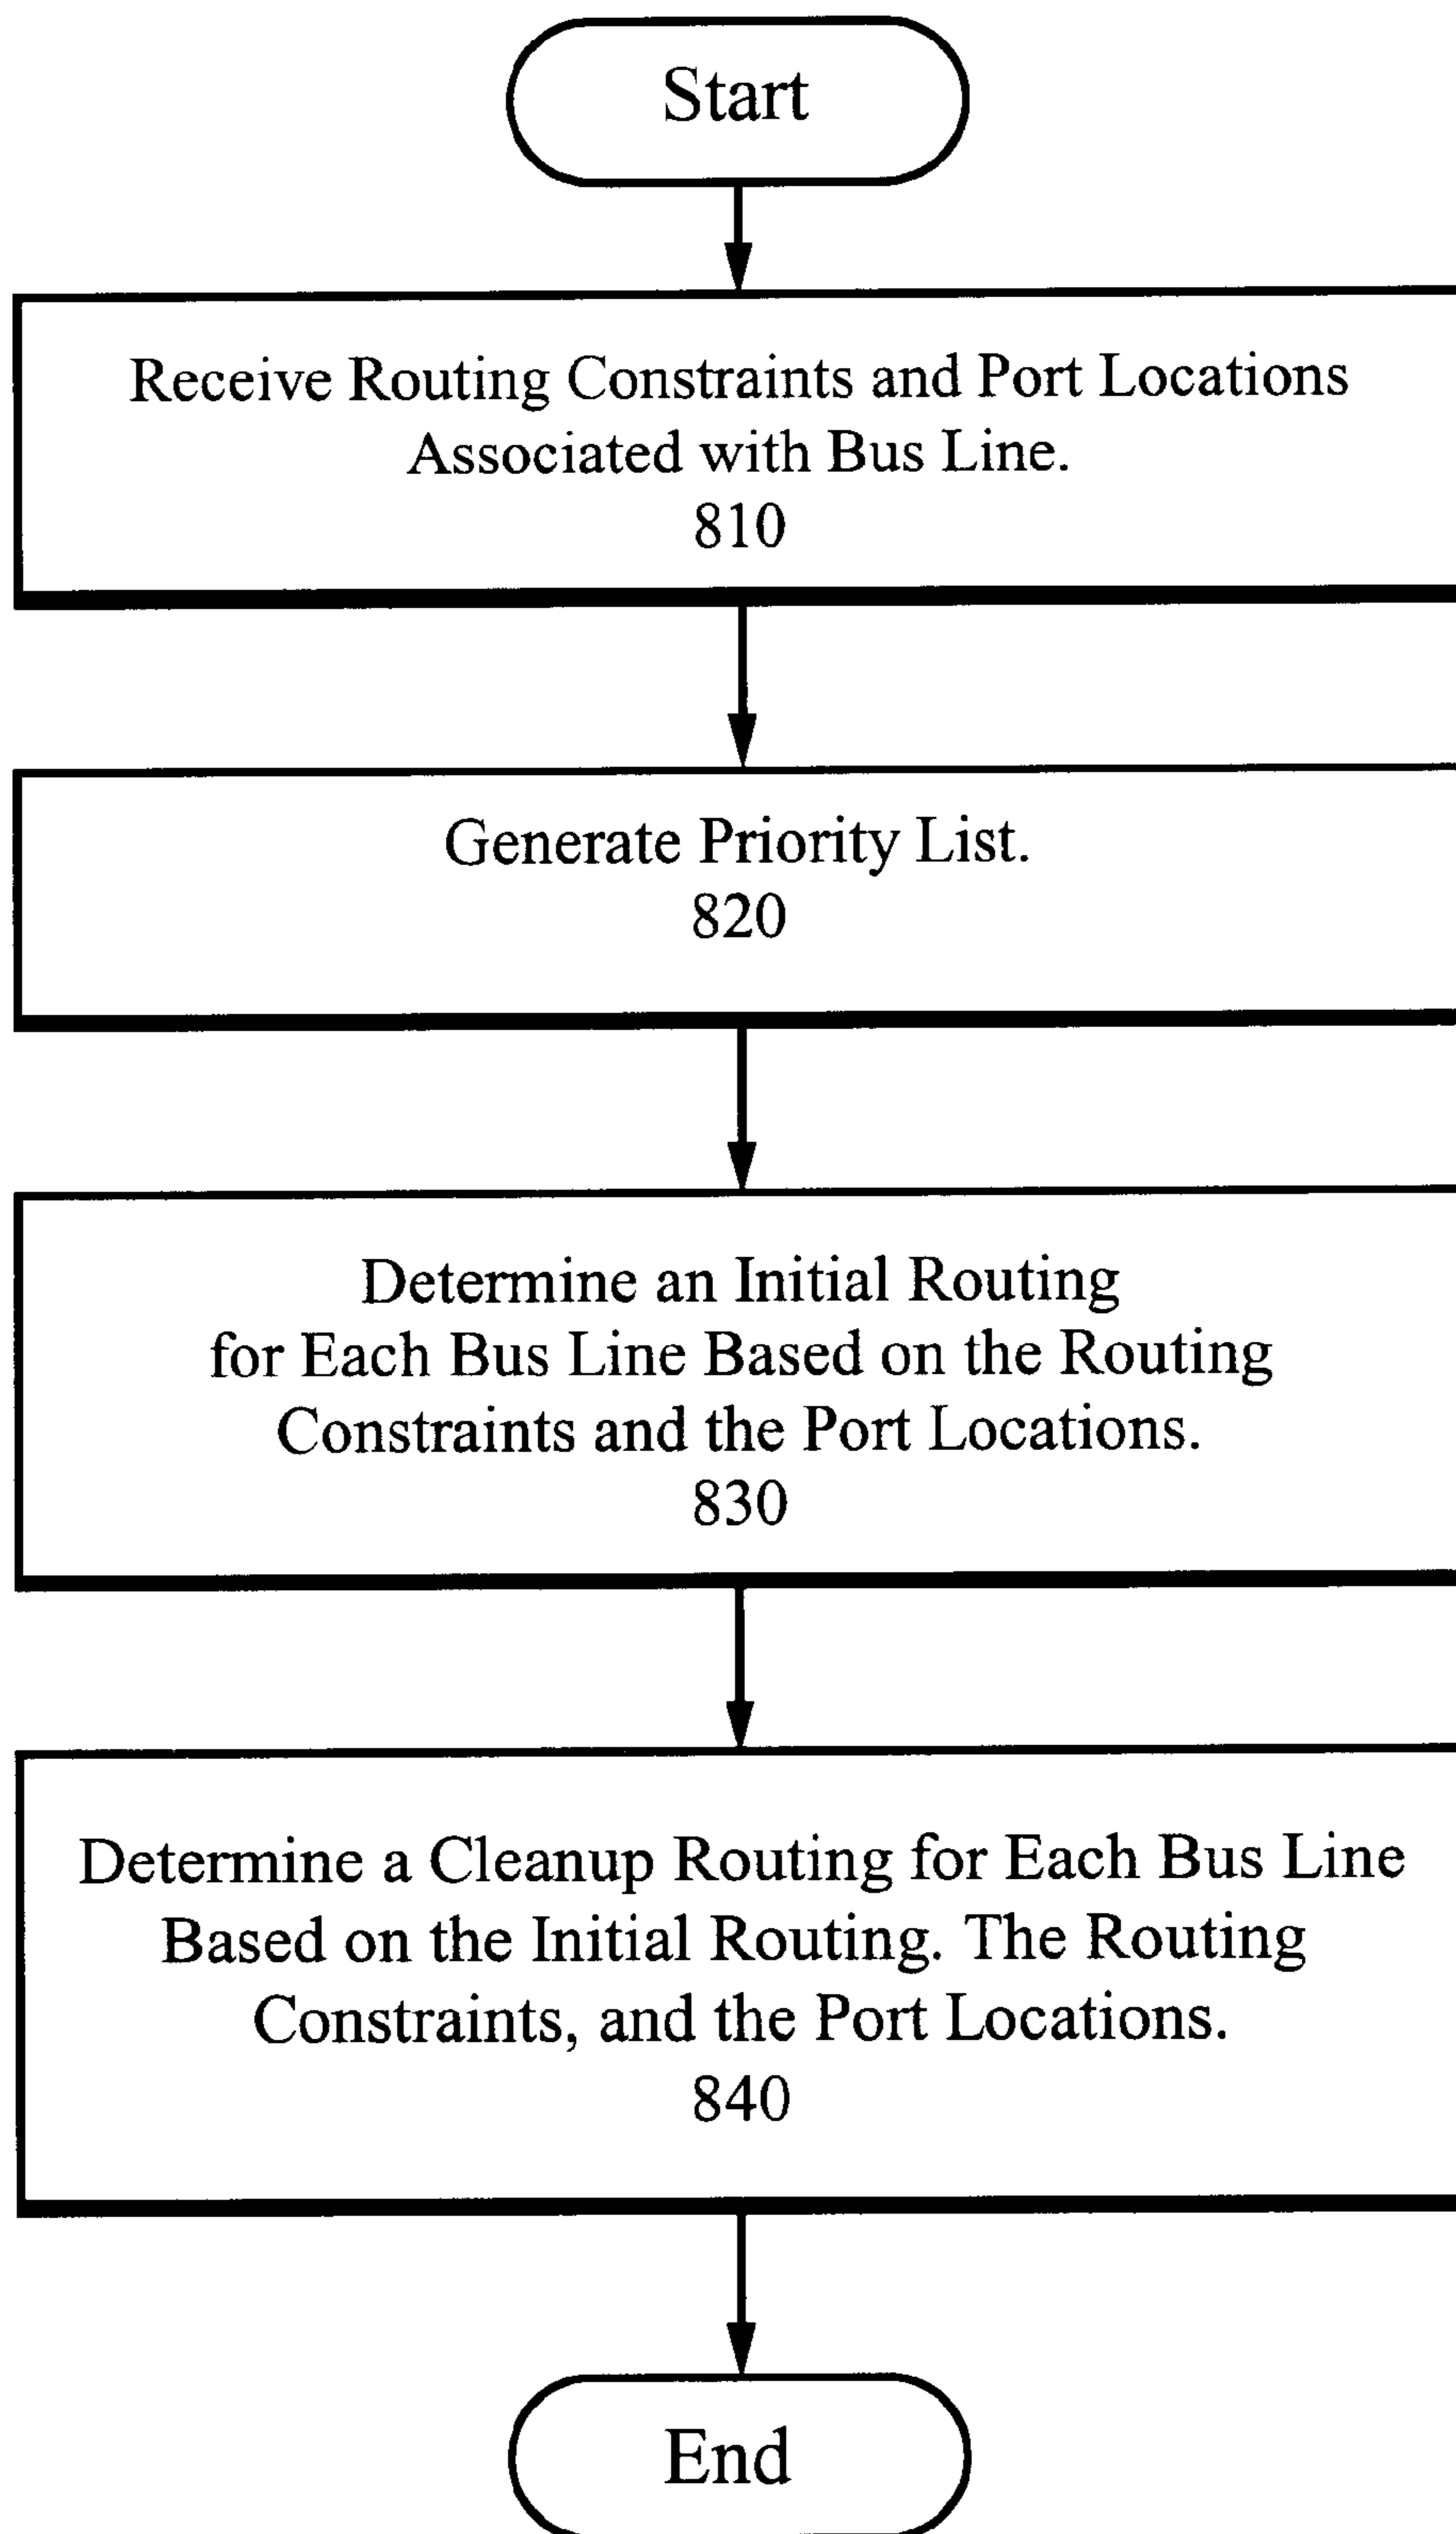 Start
Receive Routing Constraints and Port Locations
Associated with Bus Line.
810
Generate Priority List.
820
Determine an Initial Routing
for Each Bus Line Based on the Routing
Constraints and the Port Locations.
830
Determine a Cleanup Routing for Each Bus Line
Based on the Initial Routing. The Routing
Constraints, and the Port Locations.
840
End